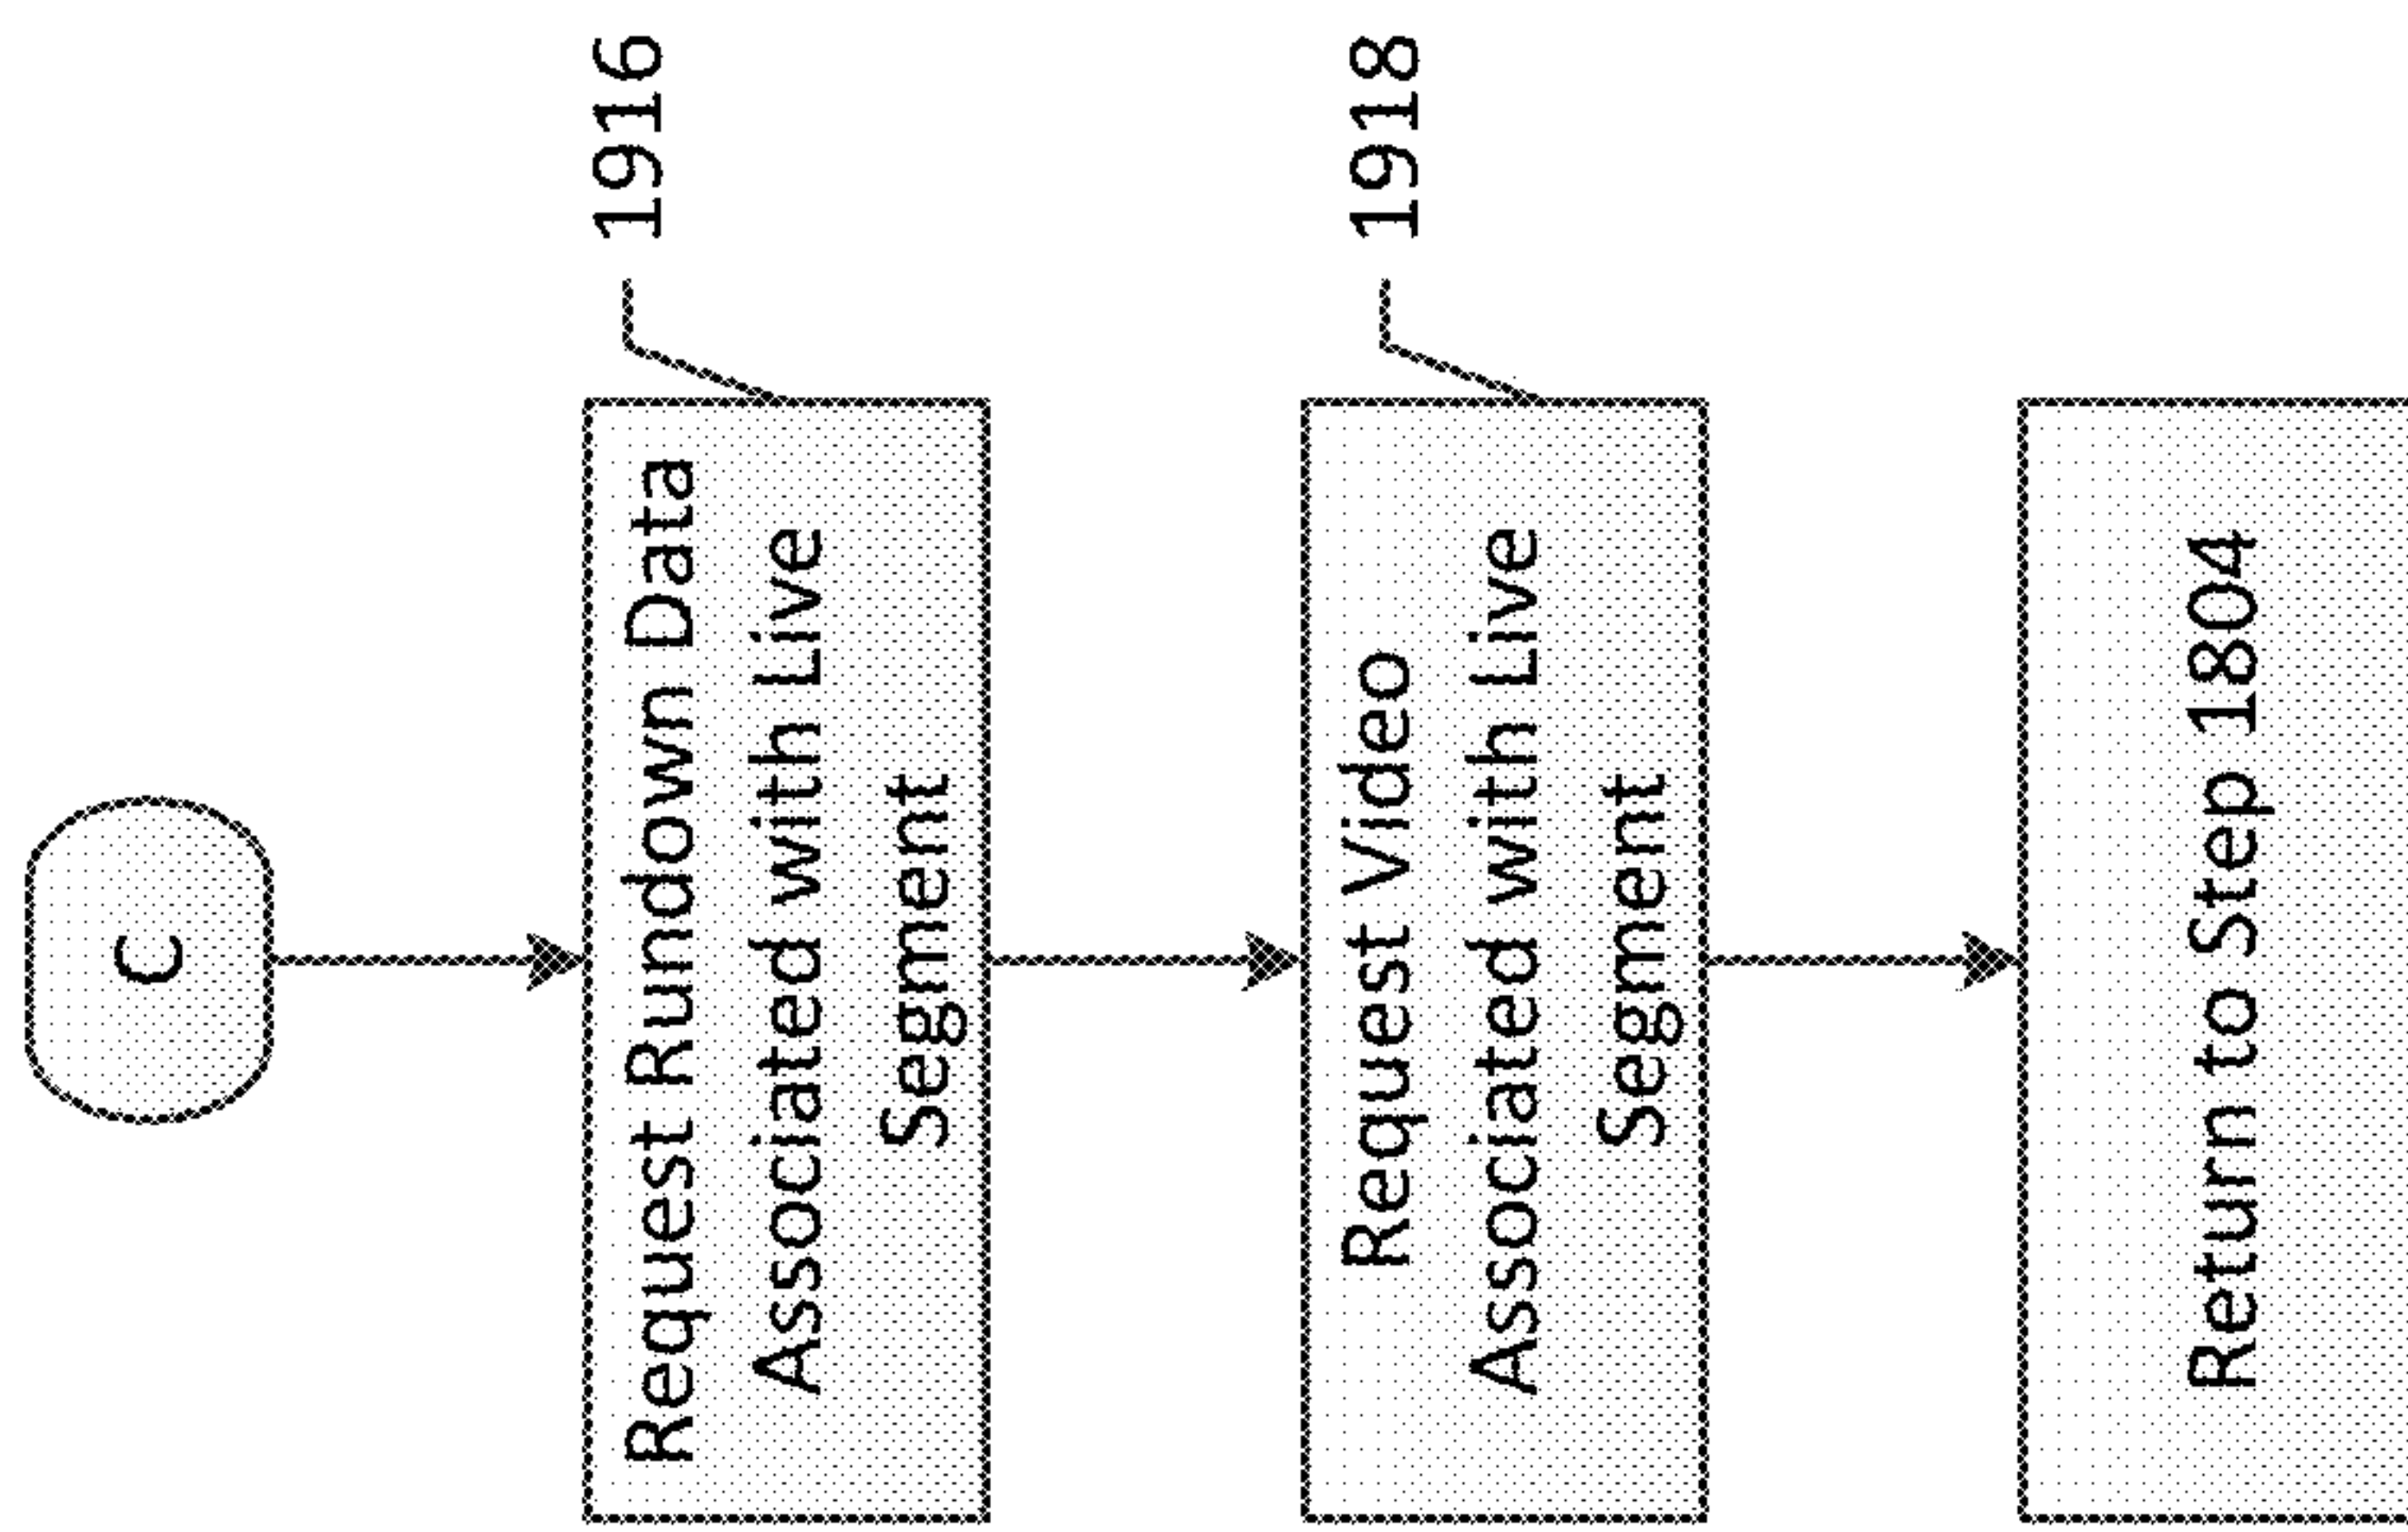 C
Request Rundown Data
Associated with Live
Segment
1916
Request Video
Associated with Live
Segment
1918
Return to Step 1804